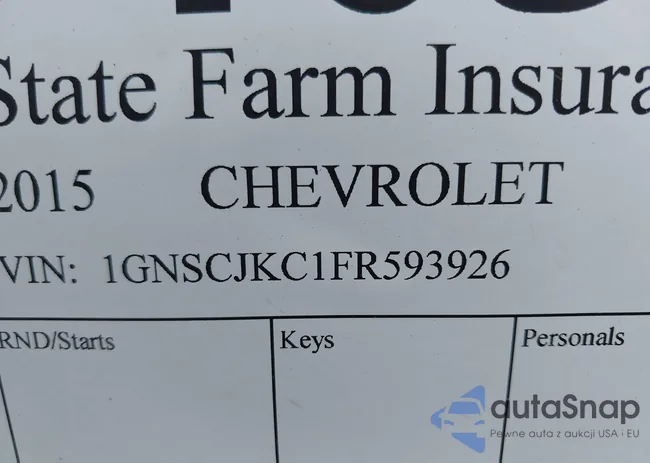 State Farm Insura
2015 CHEVROLET
VIN: 1GNSCJKC1FR593926
RND/Starts Keys Personals
autaSnap
Pewne auta z aukcji USA i EU